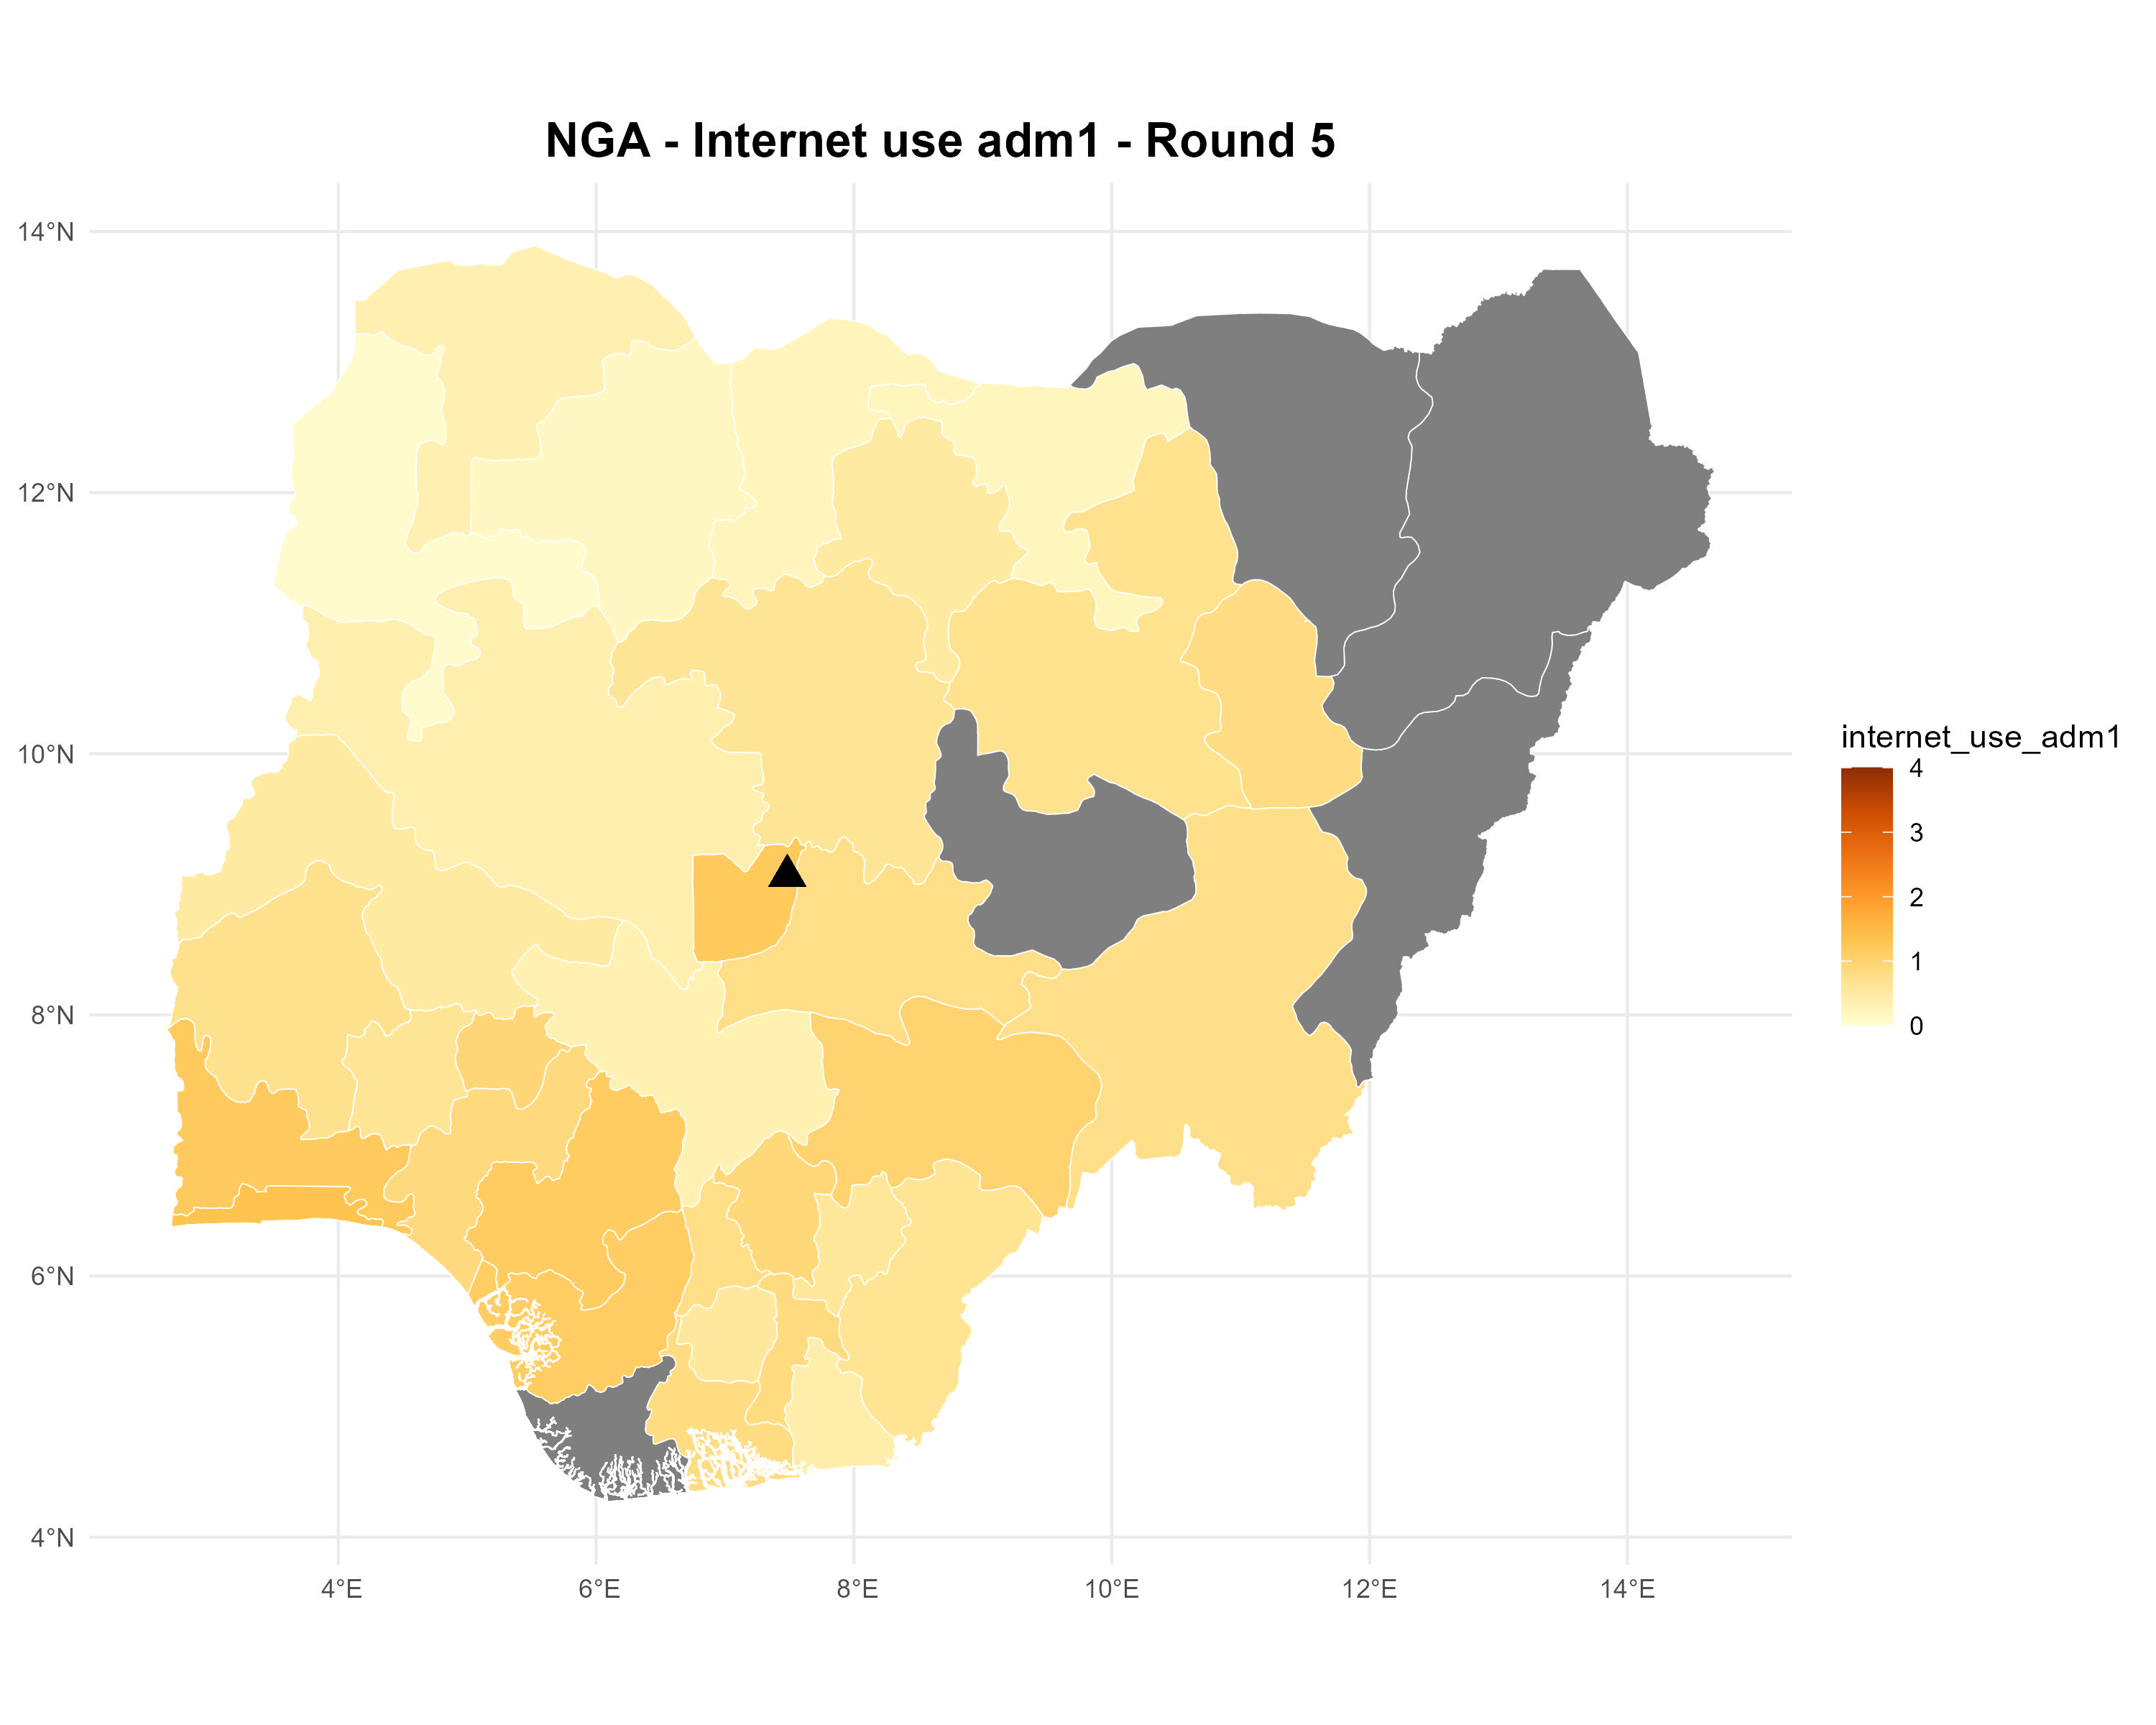 NGA - Internet use adm1 - Round 5
14°N
12°N
10°N
8°N
6°N
4°N
4°E
6°E
8°E
10°E
12°E
14°E
internet_use_adm1
4
3
2
1
0